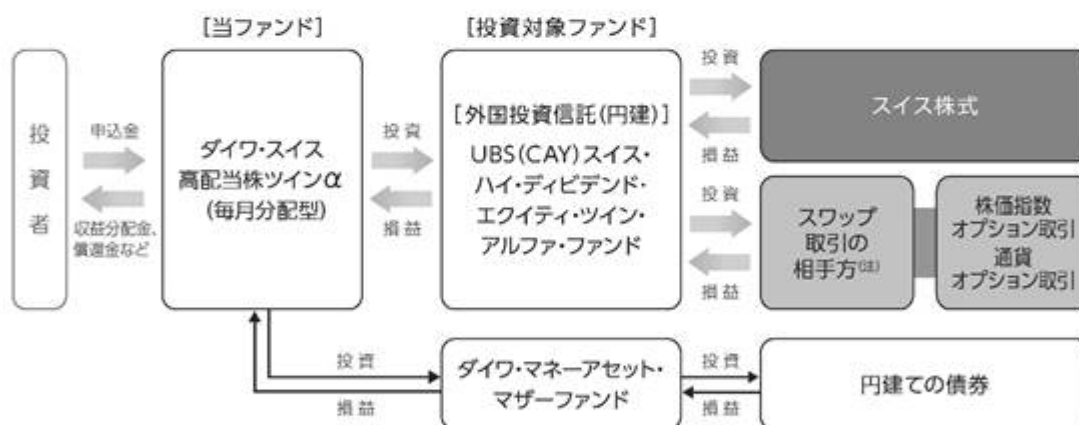 [当ファンド]
[投資対象ファンド]
投資者
申込金
収益分配金、
償還金など
ダイワ・スイス
高配当株ツインα
(毎月分配型)
投資
損益
[外国投資信託(円建)]
UBS(CAY)スイス・
ハイ・ディビデンド・
エクイティ・ツイン・
アルファ・ファンド
投資
損益
スイス株式
投資
損益
スワップ
取引の
相手方(注)
株価指数
オプション取引
通貨
オプション取引
投資
損益
ダイワ・マネーアセット・
マザーファンド
投資
損益
円建ての債券